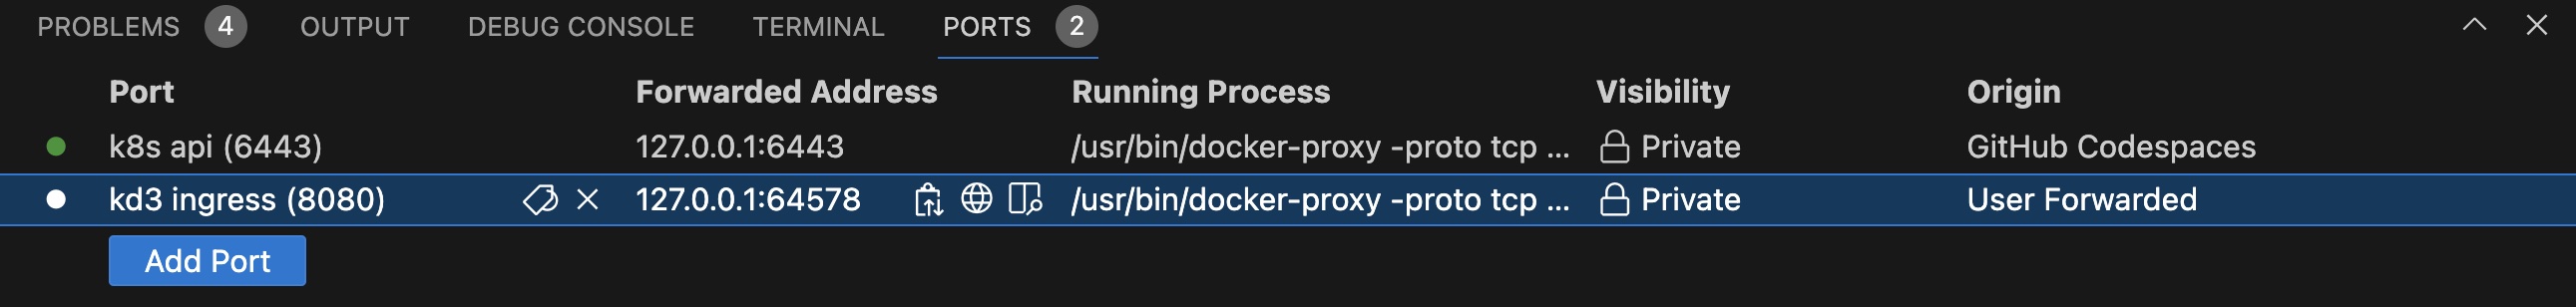 PROBLEMS 4 OUTPUT DEBUG CONSOLE TERMINAL PORTS 2
Port Forwarded Address Running Process Visibility Origin
k8s api (6443) 127.0.0.1:6443 /usr/bin/docker-proxy -proto tcp ... Private GitHub Codespaces
kd3 ingress (8080) 127.0.0.1:64578 /usr/bin/docker-proxy -proto tcp ... Private User Forwarded
Add Port